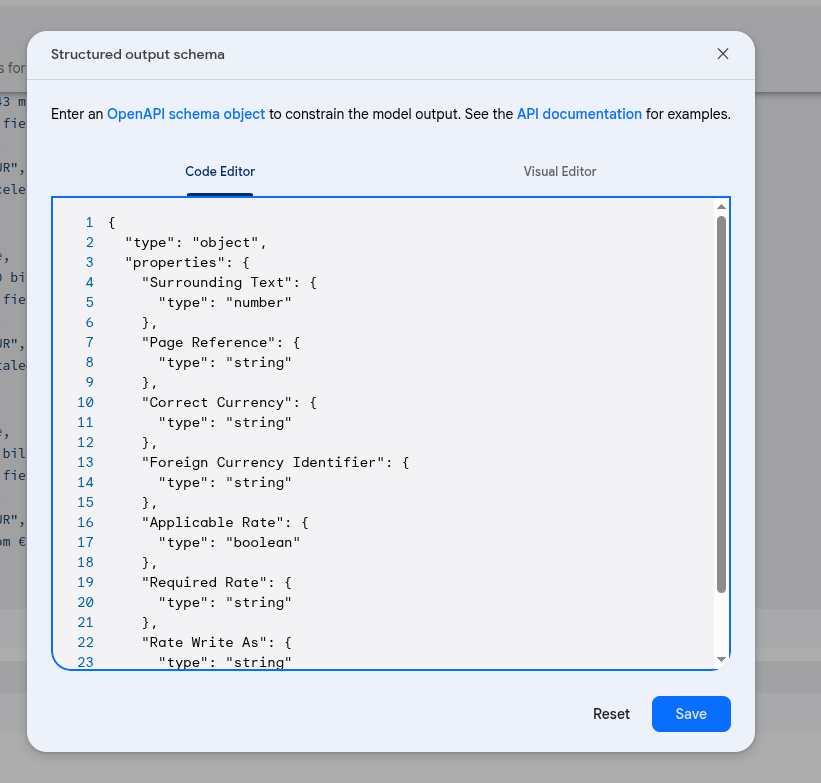 Structured output schema
s for
Enter an OpenAPI schema object to constrain the model output. See the API documentation for examples.
Code Editor
Visual Editor
1 {
2   "type": "object",
3   "properties": {
4     "Surrounding Text": {
5       "type": "number"
6     },
7     "Page Reference": {
8       "type": "string"
9     },
10     "Correct Currency": {
11       "type": "string"
12     },
13     "Foreign Currency Identifier": {
14       "type": "string"
15     },
16     "Applicable Rate": {
17       "type": "boolean"
18     },
19     "Required Rate": {
20       "type": "string"
21     },
22     "Rate Write As": {
23       "type": "string"
Reset
Save